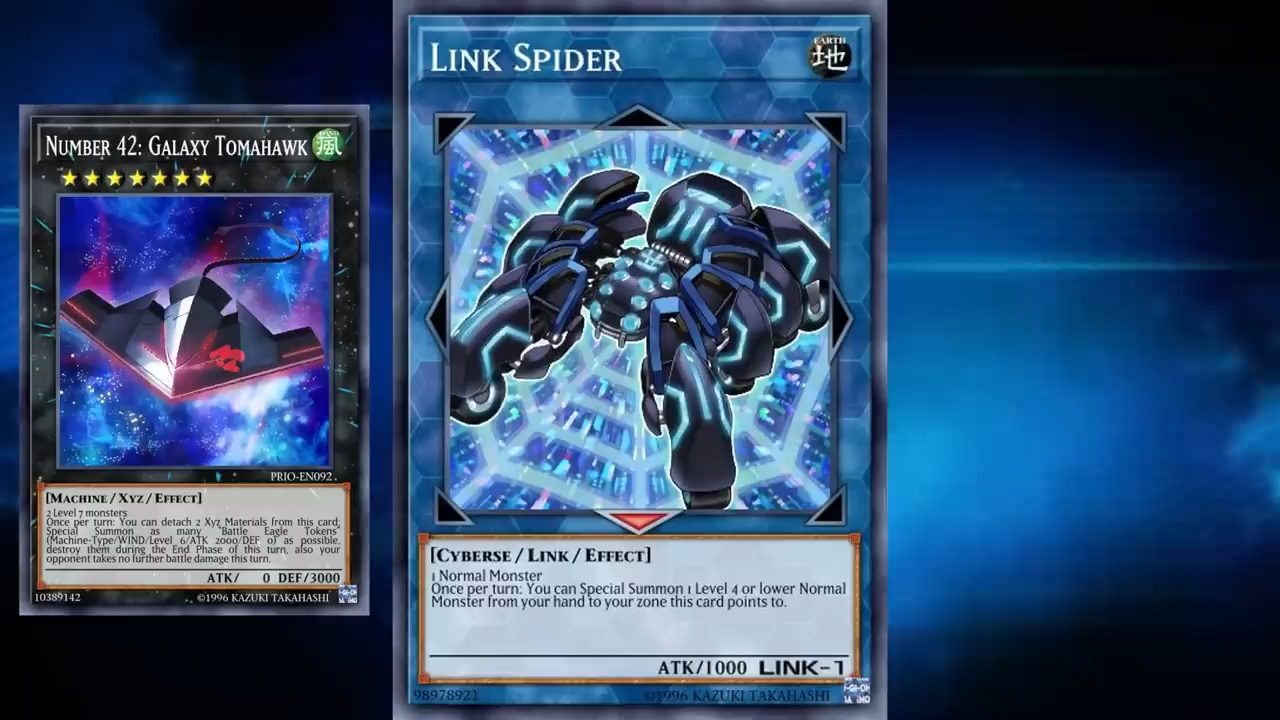 NUMBER 42: GALAXY TOMAHAWK
WIND
風
42
PRIO-EN092
[MACHINE / XYZ / EFFECT]
2 Level 7 monsters
Once per turn: You can detach 2 Xyz Materials from this card;
Special Summon as many "Battle Eagle Tokens"
(Machine-Type/WIND/Level 6/ATK 2000/DEF 0) as possible,
destroy them during the End Phase of this turn, also your
opponent takes no further battle damage this turn.
ATK/ 0 DEF/3000
10389142
©1996 KAZUKI TAKAHASHI
LINK SPIDER
EARTH
地
[CYBERSE / LINK / EFFECT]
1 Normal Monster
Once per turn: You can Special Summon 1 Level 4 or lower Normal
Monster from your hand to your zone this card points to.
ATK/1000 LINK-1
98978921
©1996 KAZUKI TAKAHASHI